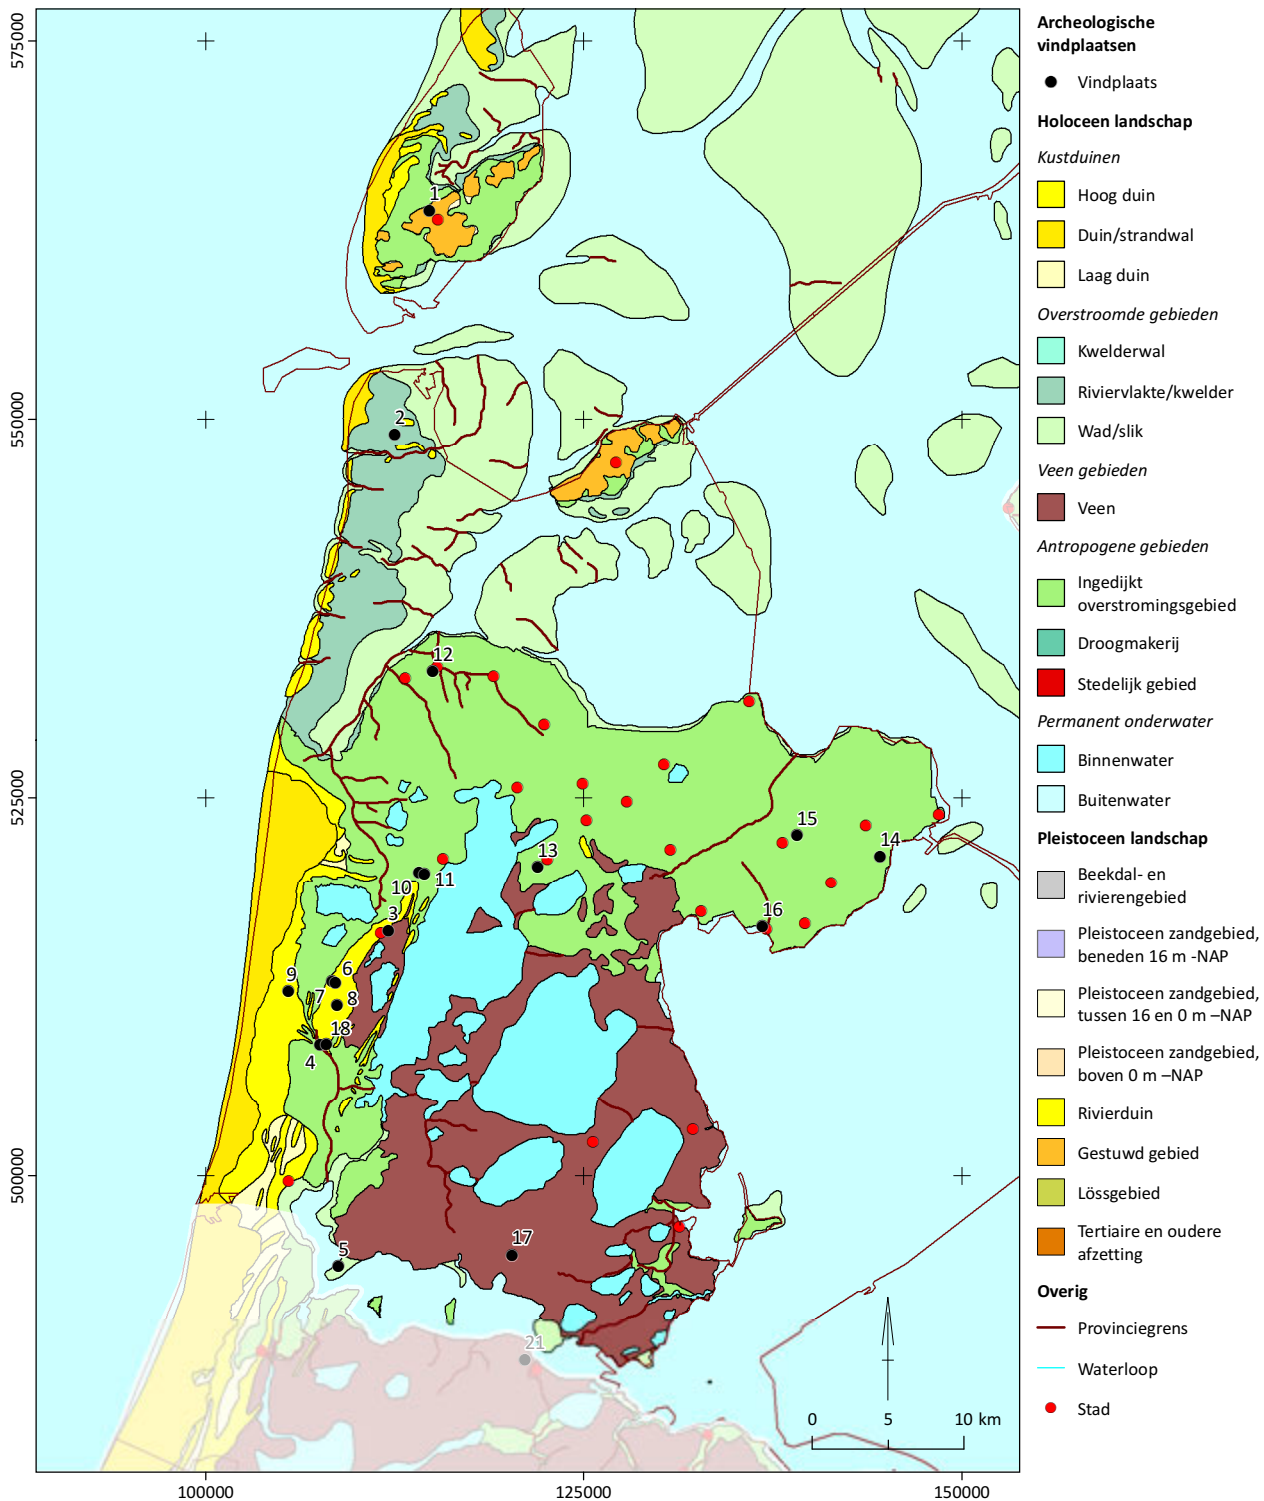 575000
550000
525000
500000
100000
125000
150000
1
2
12
13
15
14
16
10
11
3
9
6
7
8
18
4
5
17
21
0
5
10 km
Archeologische
vindplaatsen
Vindplaats
Holoceen landschap
Kustduinen
Hoog duin
Duin/strandwal
Laag duin
Overstroomde gebieden
Kwelderwal
Riviervlakte/kwelder
Wad/slik
Veen gebieden
Veen
Antropogene gebieden
Ingedijkt
overstromingsgebied
Droogmakerij
Stedelijk gebied
Permanent onderwater
Binnenwater
Buitenwater
Pleistoceen landschap
Beekdal- en
rivierengebied
Pleistoceen zandgebied,
beneden 16 m -NAP
Pleistoceen zandgebied,
tussen 16 en 0 m –NAP
Pleistoceen zandgebied,
boven 0 m –NAP
Rivierduin
Gestuwd gebied
Lössgebied
Tertiaire en oudere
afzetting
Overig
Provinciegrens
Waterloop
Stad